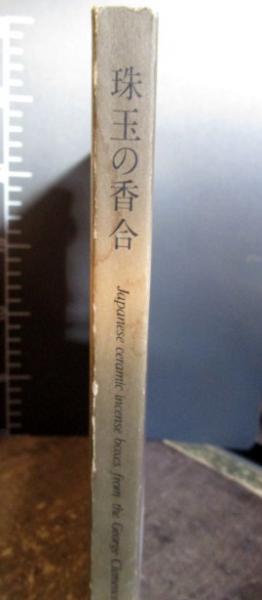 珠玉の香合
Japanese ceramic incense boxes from the George